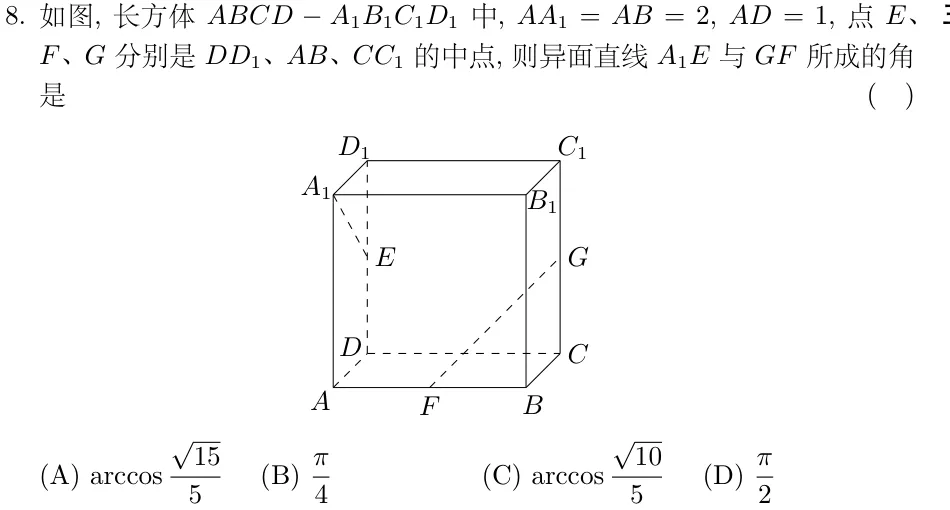 8. 如图, 长方体 ABCD − A₁B₁C₁D₁ 中, AA₁ = AB = 2, AD = 1, 点 E、
F、G 分别是 DD₁、AB、CC₁ 的中点, 则异面直线 A₁E 与 GF 所成的角
是 ( )
D₁ C₁
A₁ B₁
E G
D C
A F B
(A) arccos √15/5 (B) π/4 (C) arccos √10/5 (D) π/2